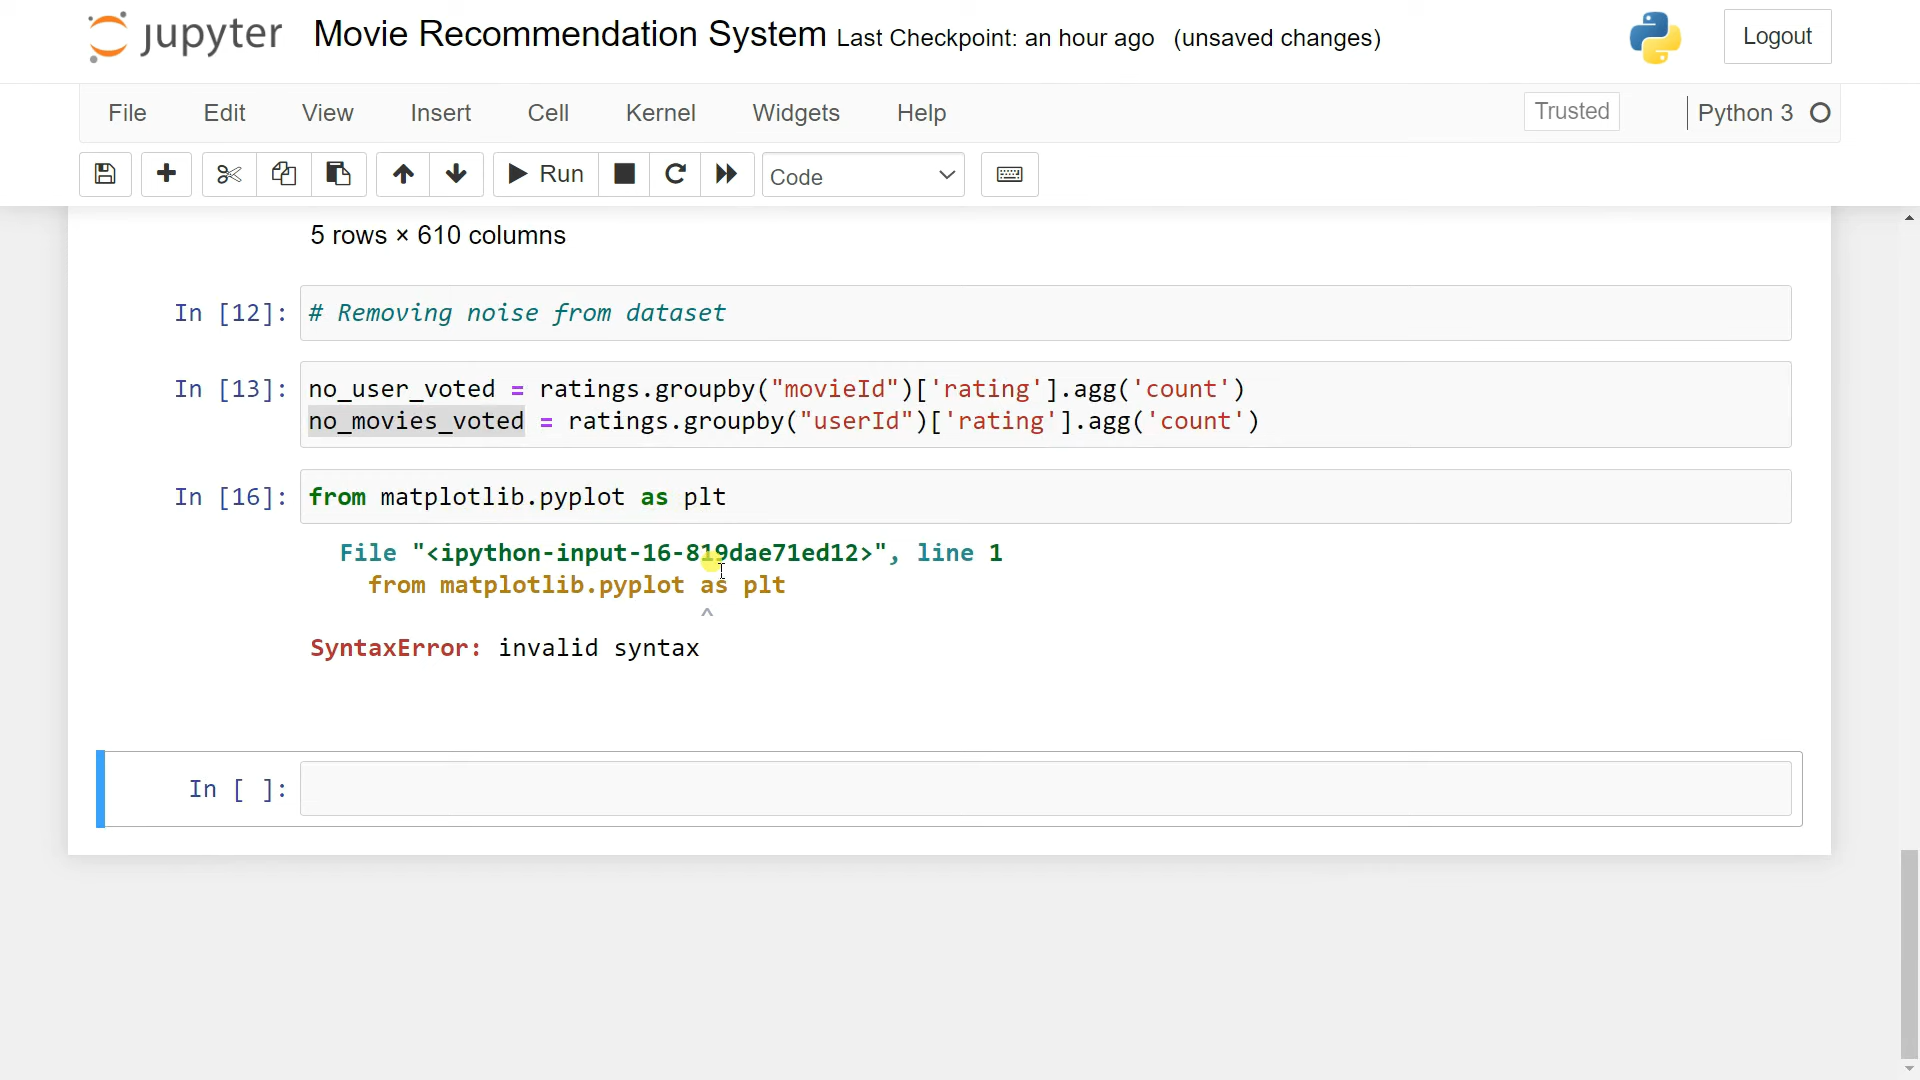 jupyter Movie Recommendation System Last Checkpoint: an hour ago (unsaved changes) Logout
File Edit View Insert Cell Kernel Widgets Help Trusted Python 3
Run Code
5 rows × 610 columns
In [12]: # Removing noise from dataset
In [13]: no_user_voted = ratings.groupby("movieId")['rating'].agg('count')
no_movies_voted = ratings.groupby("userId")['rating'].agg('count')
In [16]: from matplotlib.pyplot as plt
File "<ipython-input-16-819dae71ed12>", line 1
from matplotlib.pyplot as plt
^
SyntaxError: invalid syntax
In [ ]: